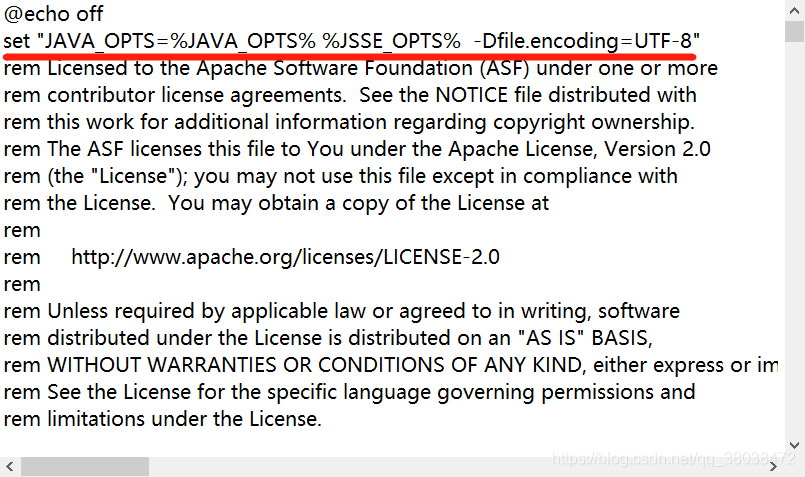 @echo off
set "JAVA_OPTS=%JAVA_OPTS% %JSSE_OPTS%  -Dfile.encoding=UTF-8"
rem Licensed to the Apache Software Foundation (ASF) under one or more
rem contributor license agreements.  See the NOTICE file distributed with
rem this work for additional information regarding copyright ownership.
rem The ASF licenses this file to You under the Apache License, Version 2.0
rem (the "License"); you may not use this file except in compliance with
rem the License.  You may obtain a copy of the License at
rem
rem     http://www.apache.org/licenses/LICENSE-2.0
rem
rem Unless required by applicable law or agreed to in writing, software
rem distributed under the License is distributed on an "AS IS" BASIS,
rem WITHOUT WARRANTIES OR CONDITIONS OF ANY KIND, either express or im
rem See the License for the specific language governing permissions and
rem limitations under the License.
https://blog.csdn.net/qq_38038472